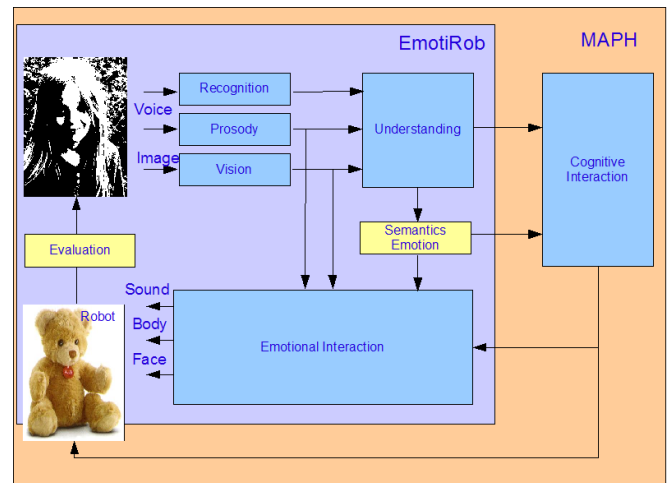 EmotiRob
MAPH
Recognition
Voice
Prosody
Understanding
Image
Vision
Cognitive
Interaction
Semantics
Emotion
Evaluation
Sound
Robot
Body
Emotional Interaction
Face